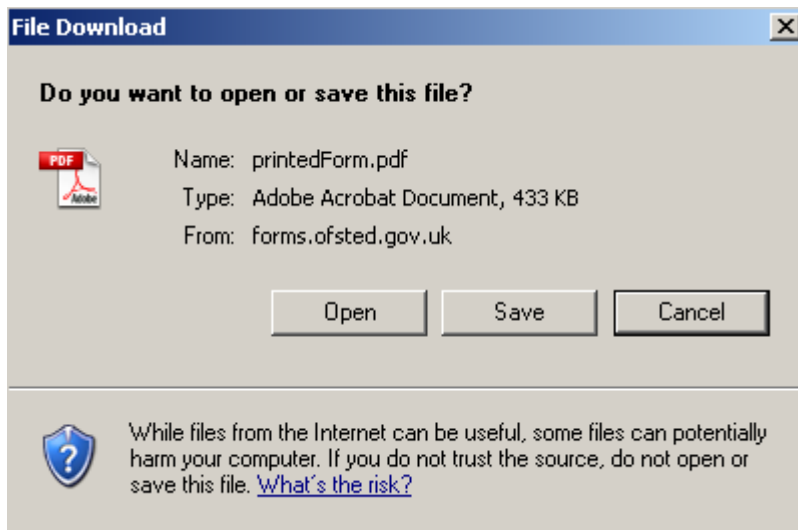 File Download
Do you want to open or save this file?
PDF
Adobe
Name: printedForm.pdf
Type: Adobe Acrobat Document, 433 KB
From: forms.ofsted.gov.uk
Open Save Cancel
While files from the Internet can be useful, some files can potentially
harm your computer. If you do not trust the source, do not open or
save this file. What's the risk?